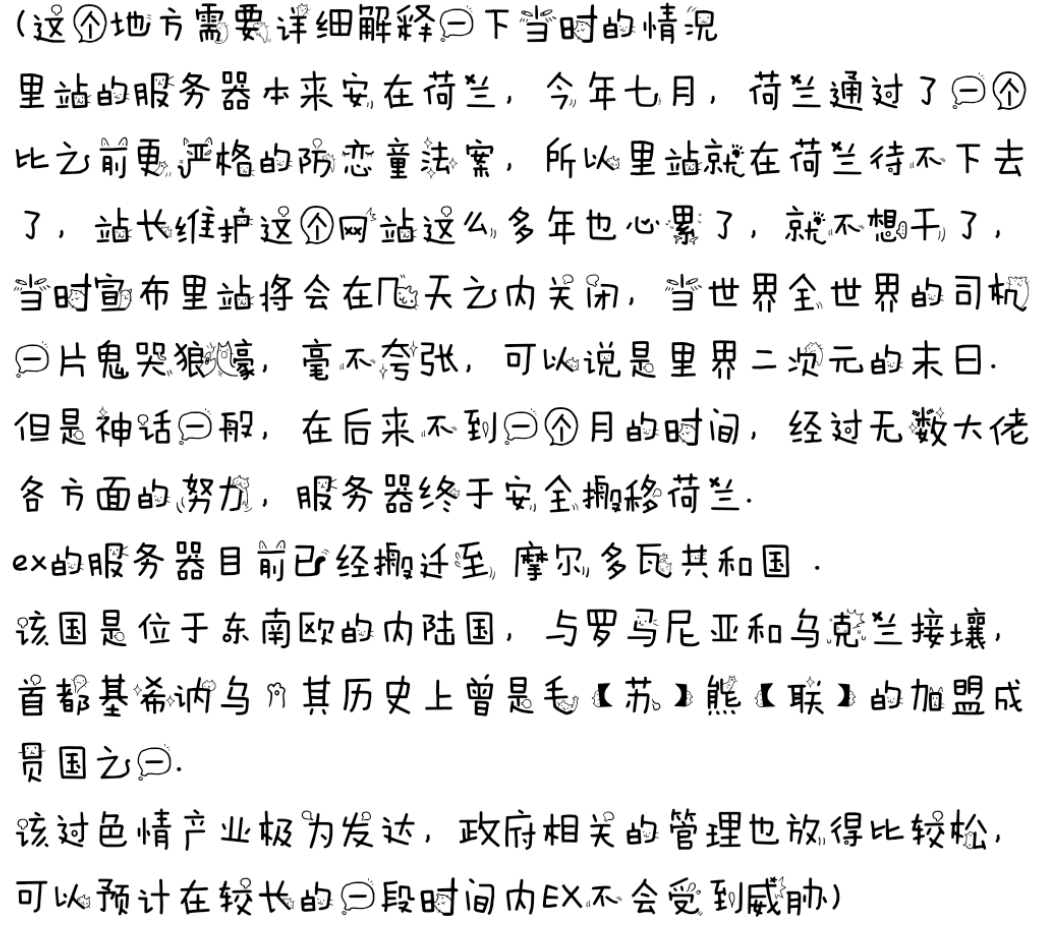 (这个地方需要详细解释一下当时的情况
里站的服务器本来安在荷兰，今年七月，荷兰通过了一个
比之前更严格的防恋童法案，所以里站就在荷兰待不下去
了，站长维护这个网站这么多年也心累了，就不想干了，
当时宣布里站将会在几天之内关闭，当世界全世界的司机
一片鬼哭狼嚎，毫不夸张，可以说是里界二次元的末日.
但是神话一般，在后来不到一个月的时间，经过无数大佬
各方面的努力，服务器终于安全搬移荷兰.
ex的服务器目前已经搬迁至 摩尔多瓦共和国 .
该国是位于东南欧的内陆国，与罗马尼亚和乌克兰接壤，
首都基希讷乌 其历史上曾是毛【苏】熊【联】的加盟成
员国之一.
该过色情产业极为发达，政府相关的管理也放得比较松，
可以预计在较长的一段时间内EX不会受到威胁)